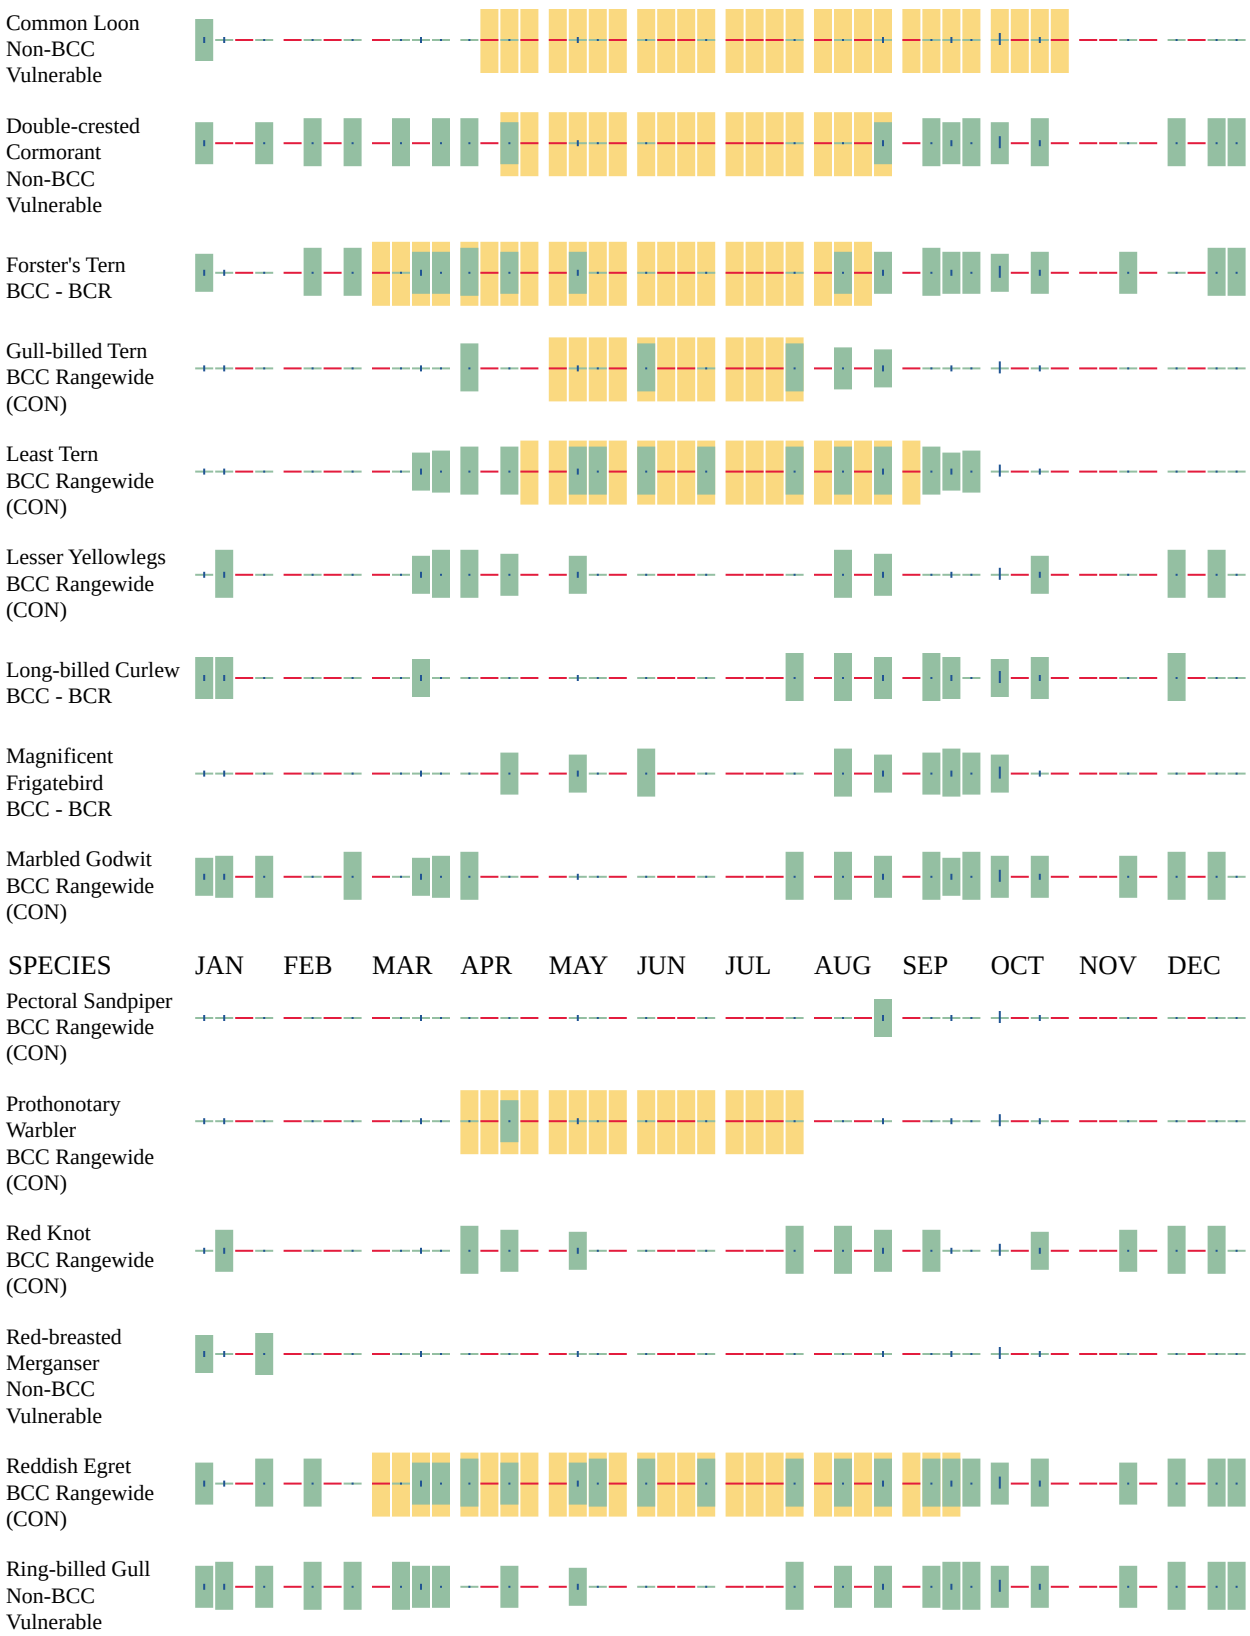 Common Loon
Non-BCC
Vulnerable
Double-crested
Cormorant
Non-BCC
Vulnerable
Forster's Tern
BCC - BCR
Gull-billed Tern
BCC Rangewide
(CON)
Least Tern
BCC Rangewide
(CON)
Lesser Yellowlegs
BCC Rangewide
(CON)
Long-billed Curlew
BCC - BCR
Magnificent
Frigatebird
BCC - BCR
Marbled Godwit
BCC Rangewide
(CON)
SPECIES JAN FEB MAR APR MAY JUN JUL AUG SEP OCT NOV DEC
Pectoral Sandpiper
BCC Rangewide
(CON)
Prothonotary
Warbler
BCC Rangewide
(CON)
Red Knot
BCC Rangewide
(CON)
Red-breasted
Merganser
Non-BCC
Vulnerable
Reddish Egret
BCC Rangewide
(CON)
Ring-billed Gull
Non-BCC
Vulnerable